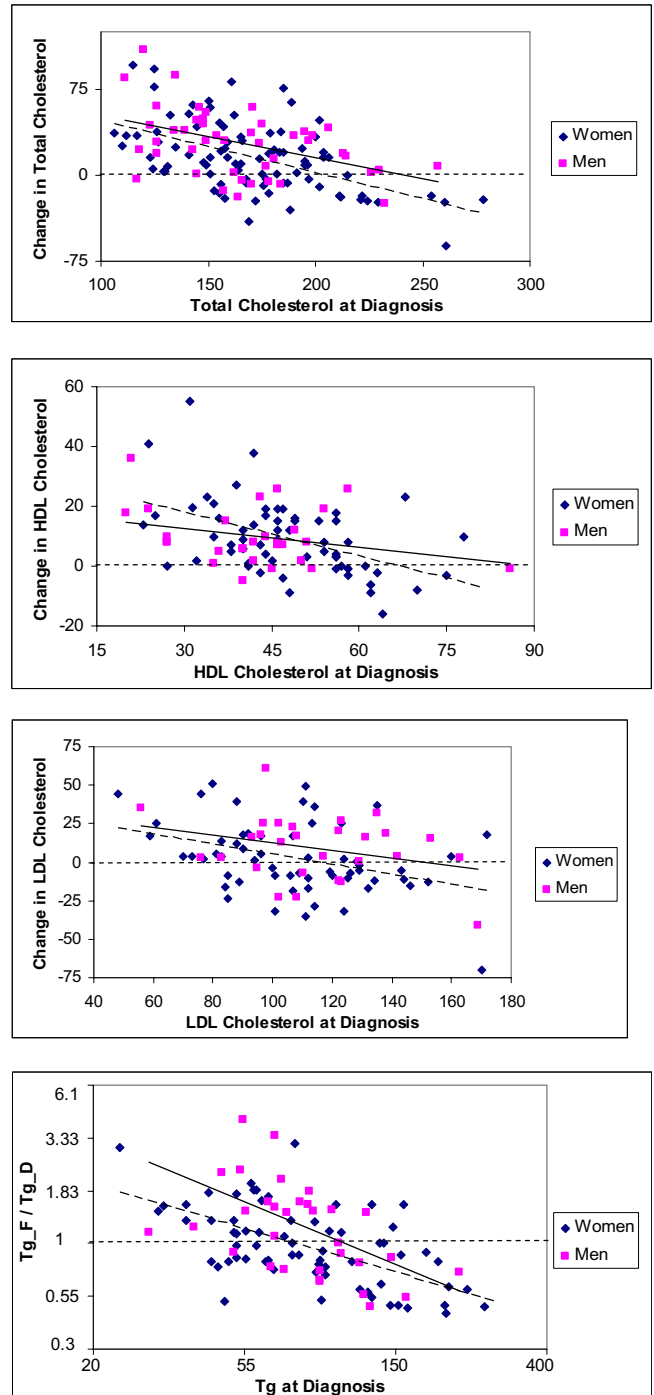 Change in Total Cholesterol
75
0
-75
100 150 200 250 300
Total Cholesterol at Diagnosis
Women
Men
Change in HDL Cholesterol
60
40
20
0
-20
15 30 45 60 75 90
HDL Cholesterol at Diagnosis
Women
Men
Change in LDL Cholesterol
75
50
25
0
-25
-50
-75
40 60 80 100 120 140 160 180
LDL Cholesterol at Diagnosis
Women
Men
Tg_F / Tg_D
6.1
3.33
1.83
1
0.55
0.3
20 55 150 400
Tg at Diagnosis
Women
Men